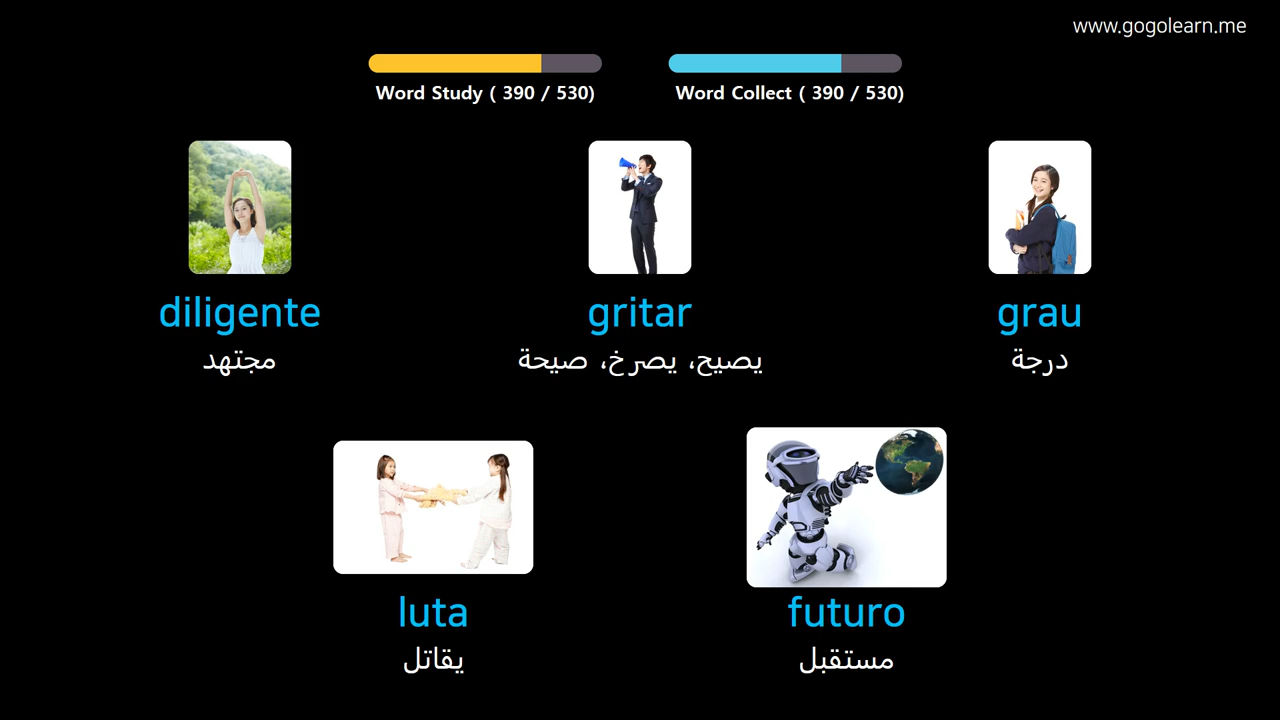 www.gogolearn.me
Word Study ( 390 / 530)
Word Collect ( 390 / 530)
diligente
مجتهد
gritar
يصيح، يصرخ، صيحة
grau
درجة
luta
يقاتل
futuro
مستقبل